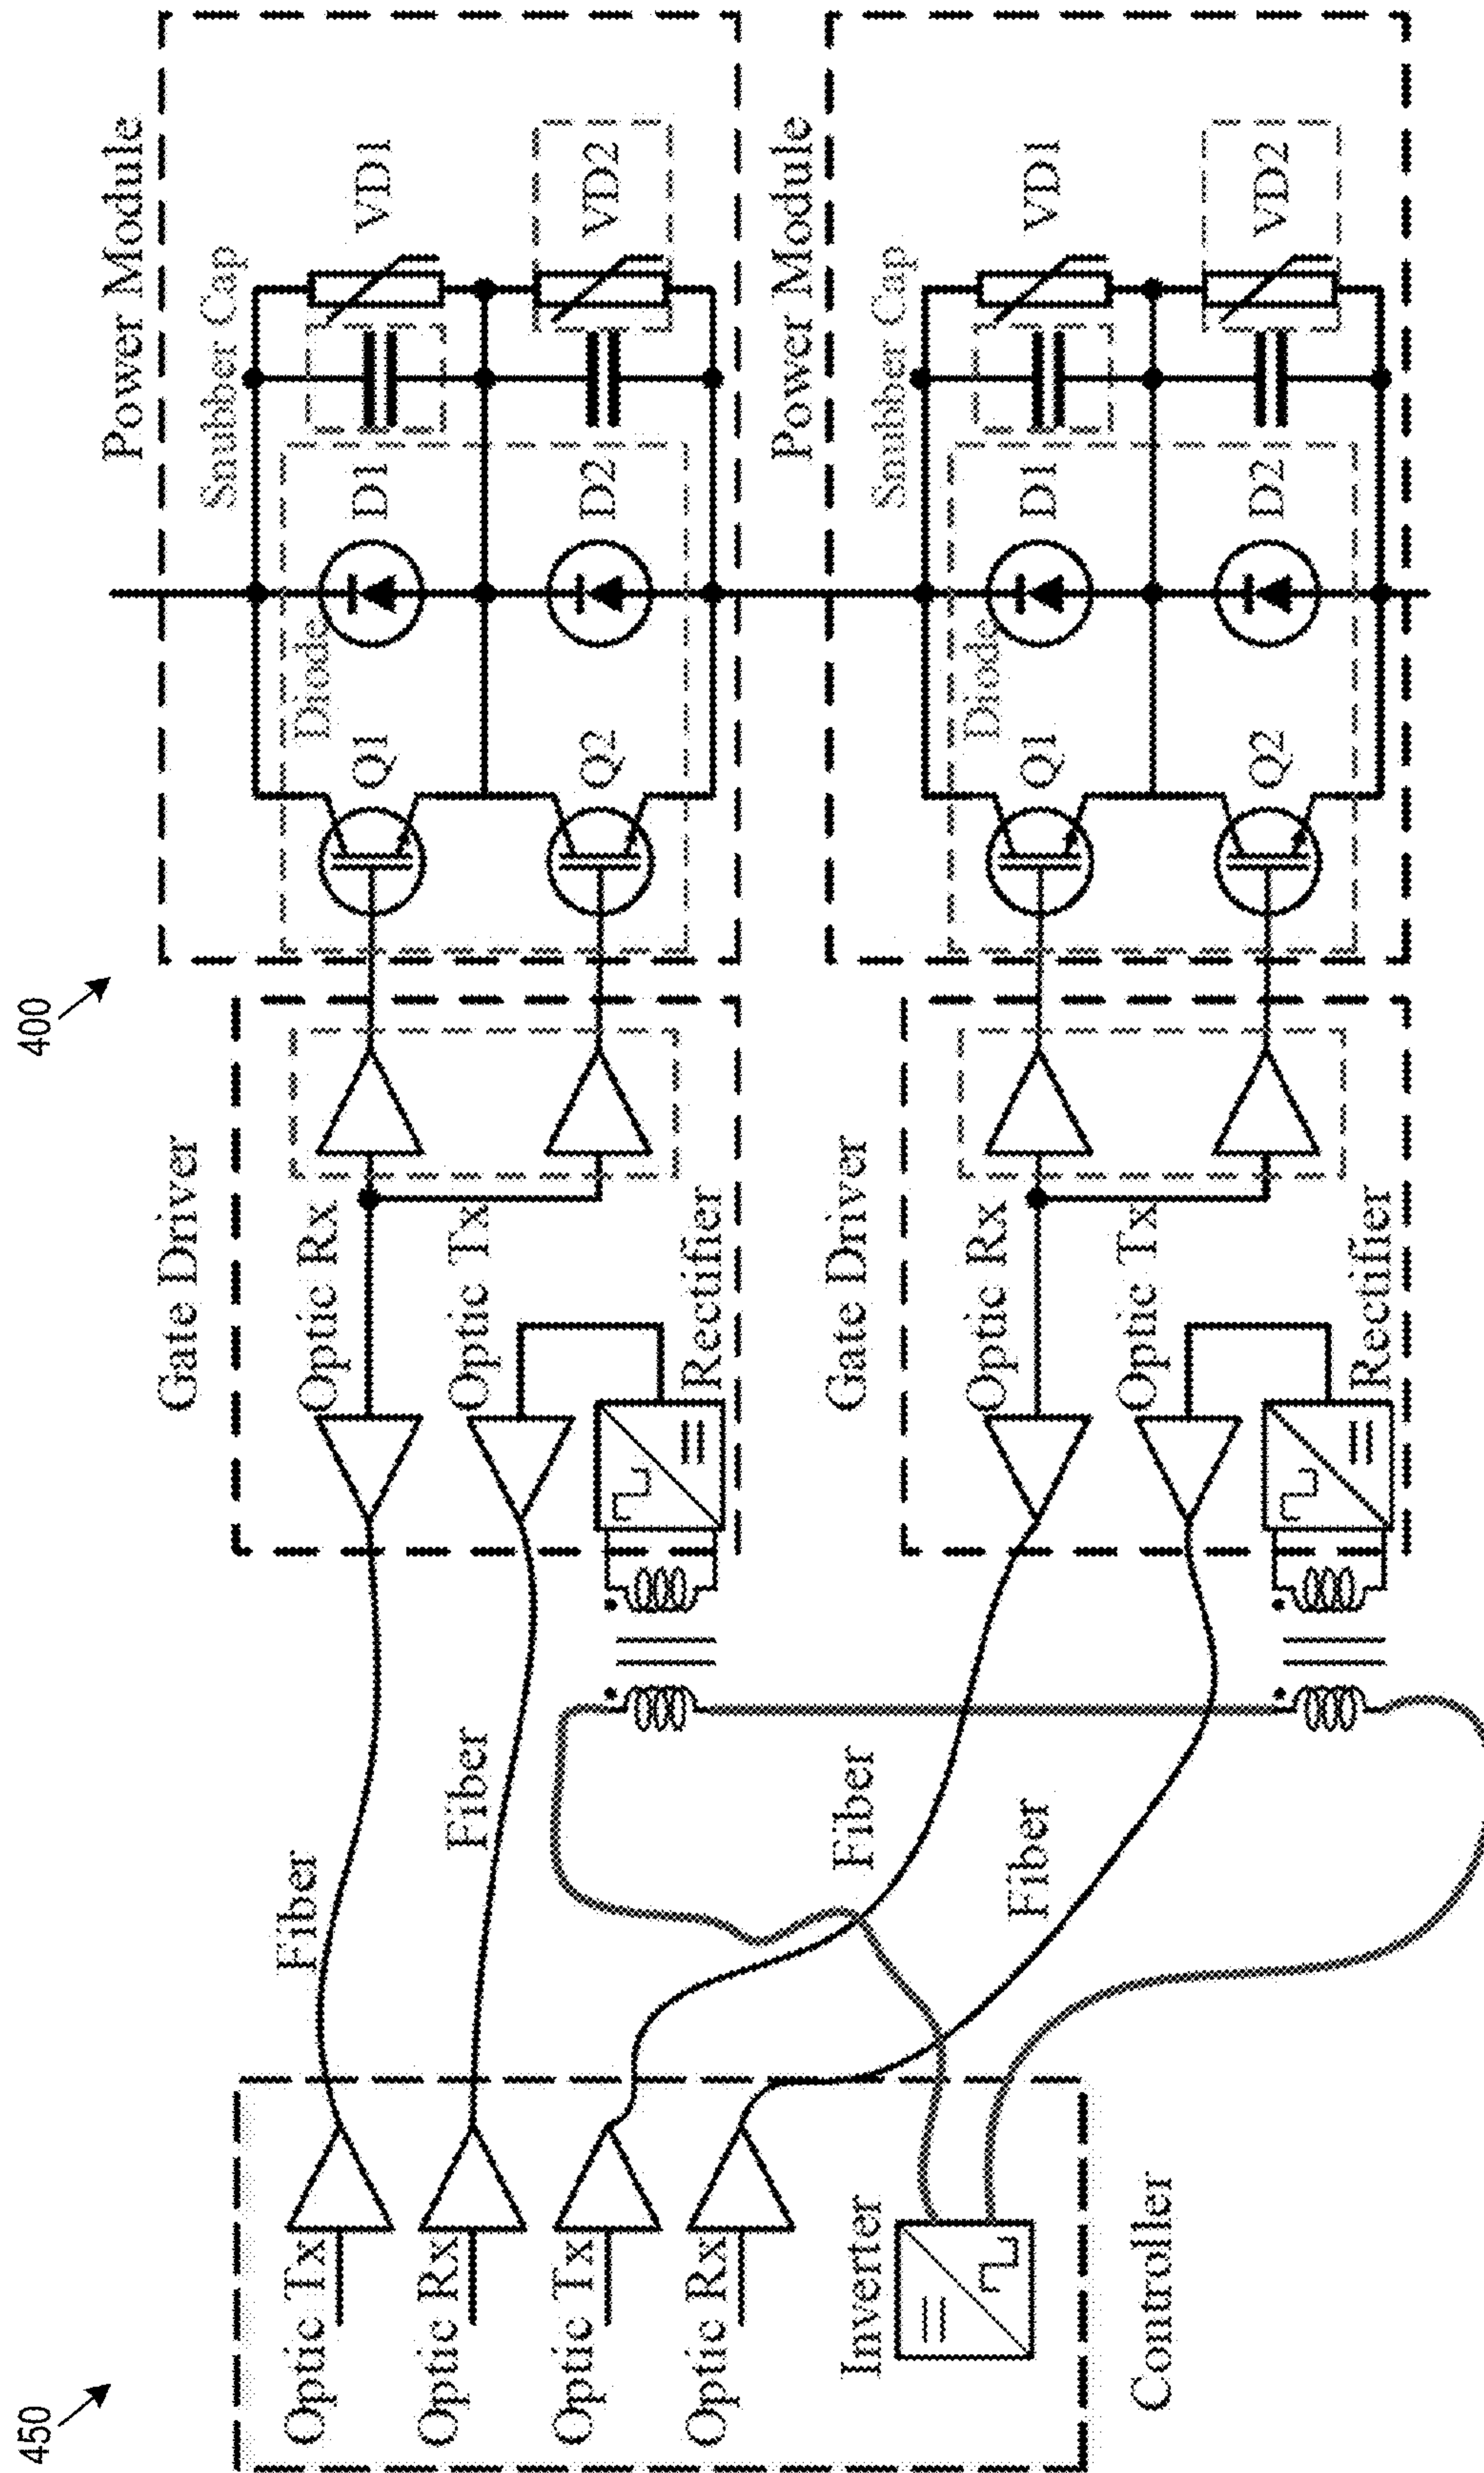 450
400
Controller
Optic Tx
Optic Rx
Optic Tx
Optic Rx
Inverter
Fiber
Fiber
Fiber
Fiber
Gate Driver
Optic Rx
Optic Tx
Rectifier
Gate Driver
Optic Rx
Optic Tx
Rectifier
Power Module
Snubber Cap
Diode
Q1
D1
VD1
Q2
D2
VD2
Power Module
Snubber Cap
Diode
Q1
D1
VD1
Q2
D2
VD2